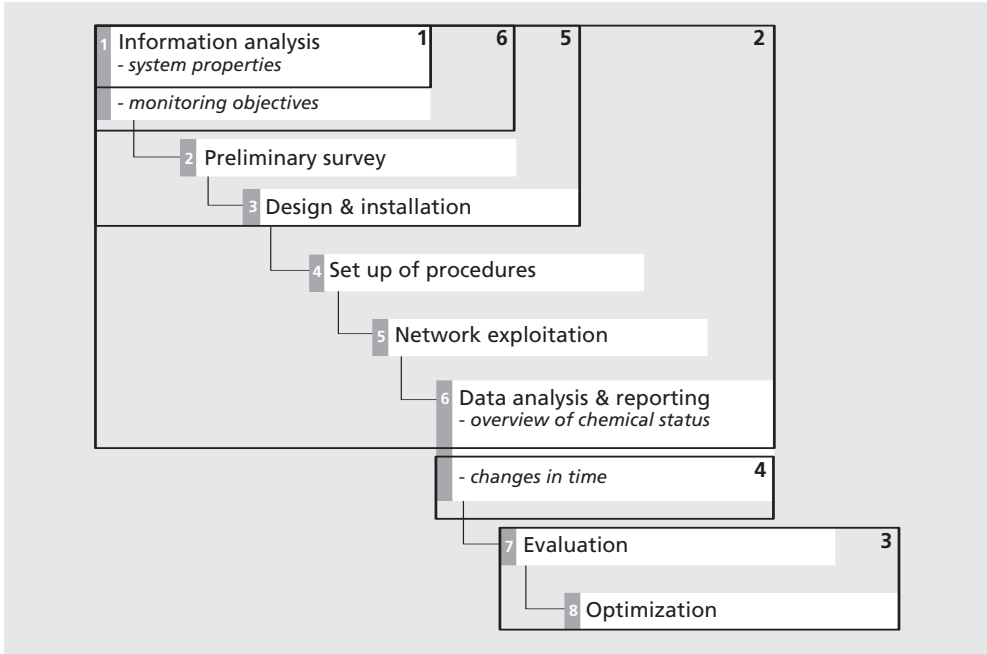 1 Information analysis 1 6 5 2
- system properties
- monitoring objectives
2 Preliminary survey
3 Design & installation
4 Set up of procedures
5 Network exploitation
6 Data analysis & reporting
- overview of chemical status
- changes in time 4
7 Evaluation 3
8 Optimization